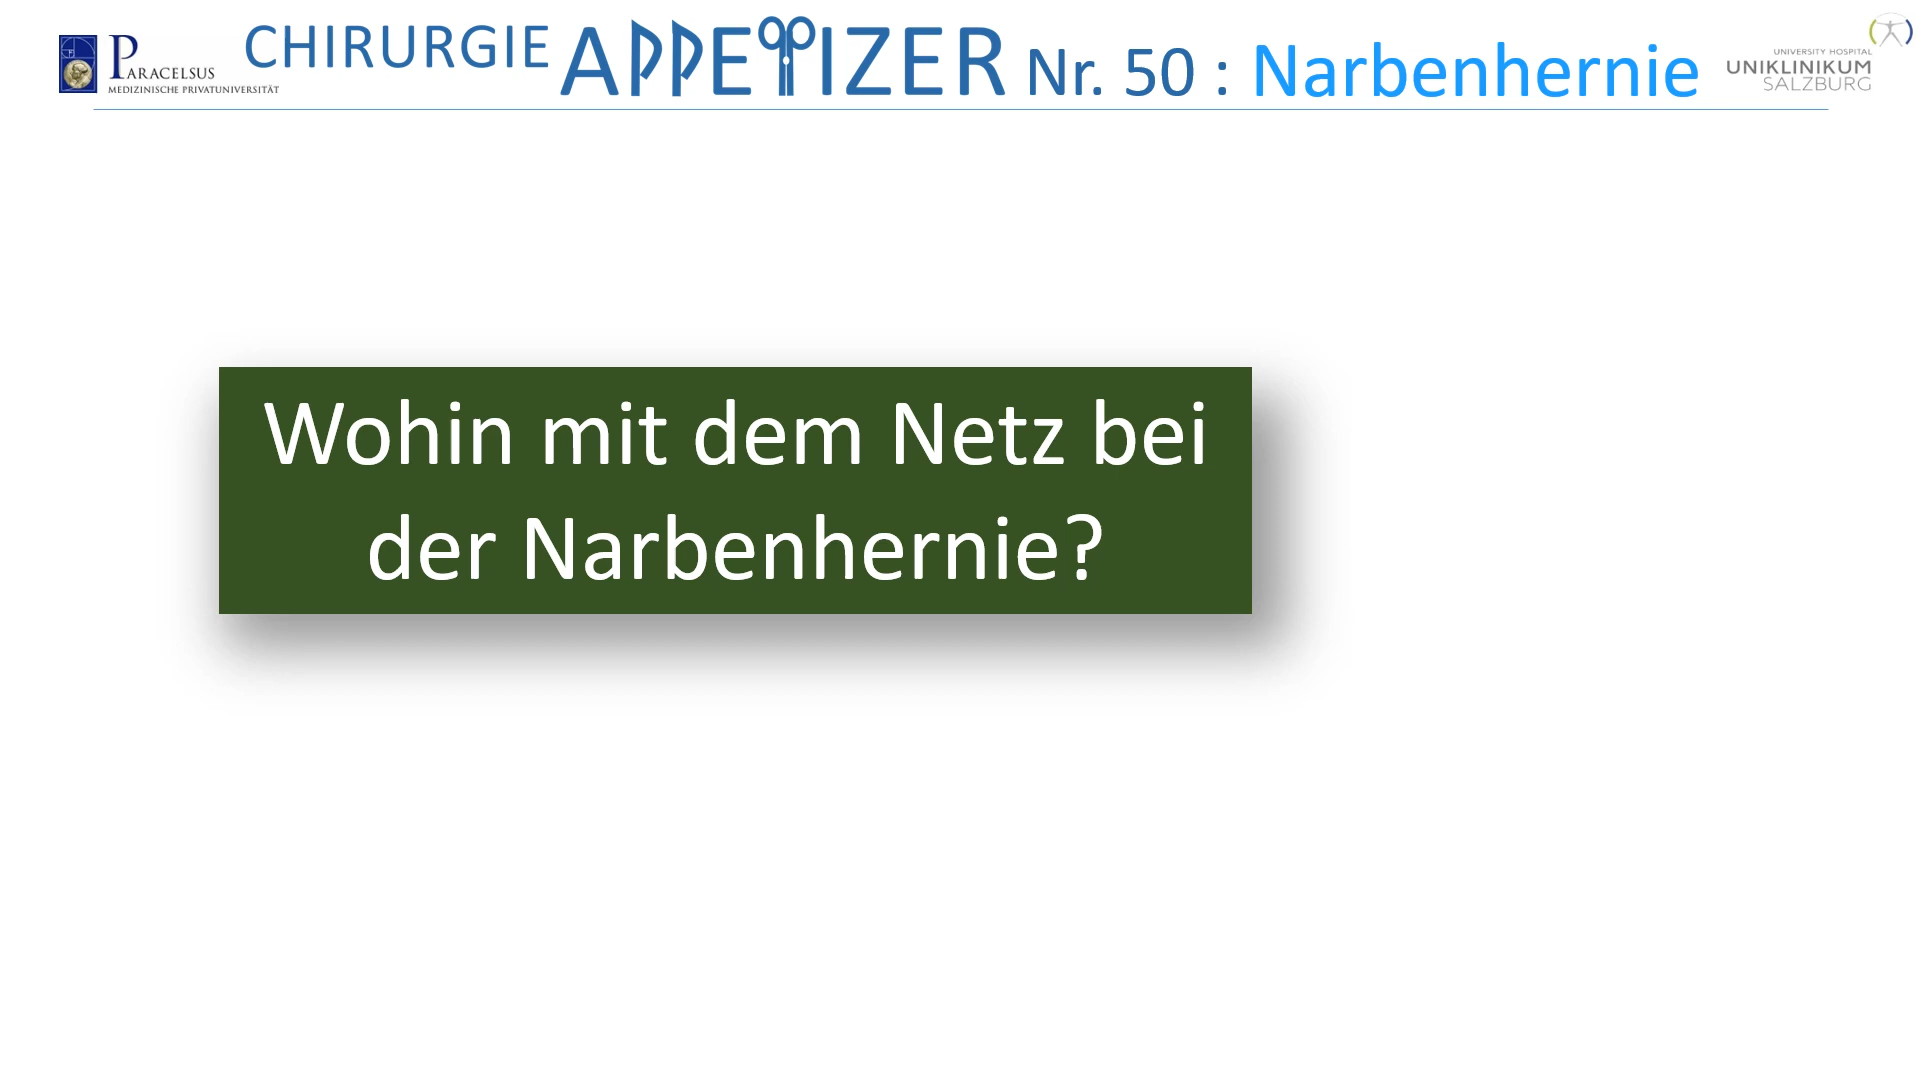 PARACELSUS
MEDIZINISCHE PRIVATUNIVERSITÄT
CHIRURGIE APPETIZER Nr. 50 : Narbenhernie
UNIVERSITY HOSPITAL
UNIKLINIKUM
SALZBURG
Wohin mit dem Netz bei
der Narbenhernie?